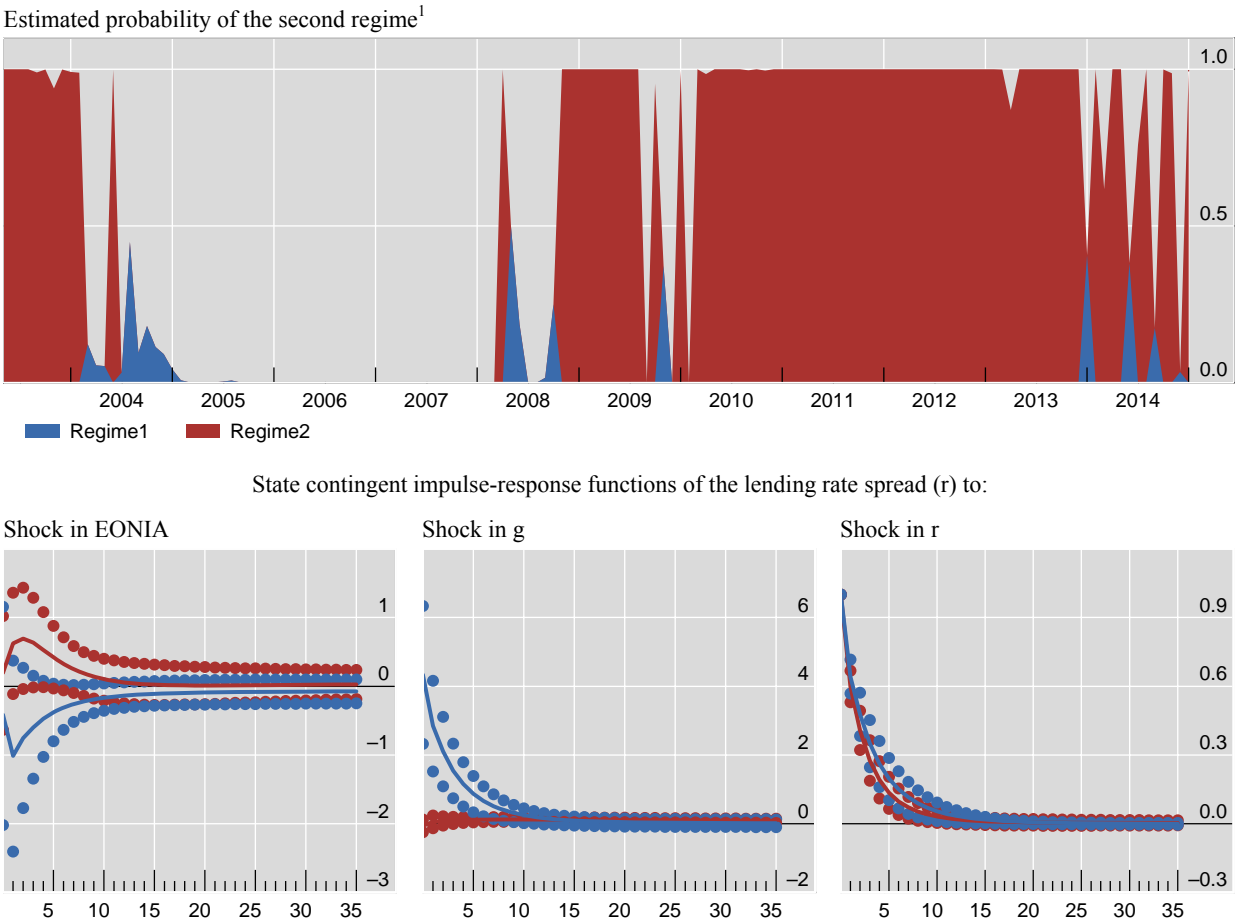 Estimated probability of the second regime1
1.0
0.5
0.0
2004 2005 2006 2007 2008 2009 2010 2011 2012 2013 2014
Regime1 Regime2
State contingent impulse-response functions of the lending rate spread (r) to:
Shock in EONIA
1
0
–1
–2
–3
5 10 15 20 25 30 35
Shock in g
6
4
2
0
–2
5 10 15 20 25 30 35
Shock in r
0.9
0.6
0.3
0.0
–0.3
5 10 15 20 25 30 35